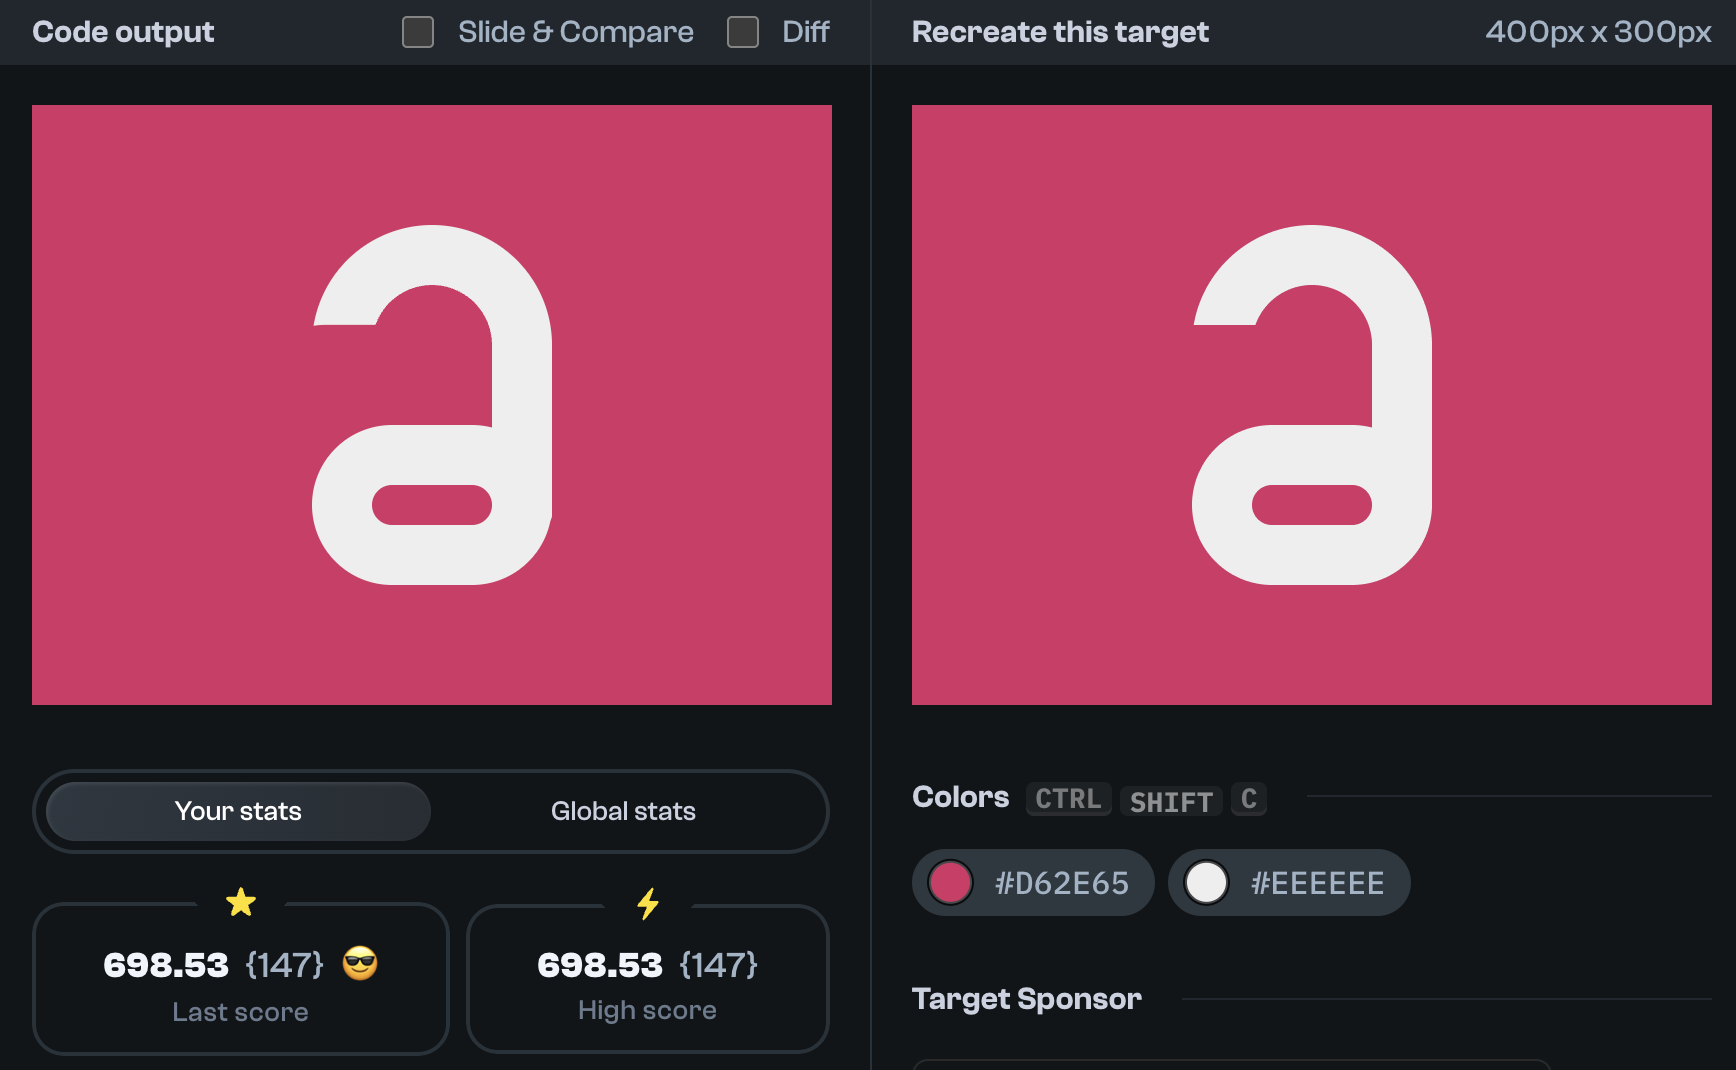 Code output
Slide & Compare
Diff
Recreate this target
400px x 300px
a
a
Your stats
Global stats
698.53 {147} 😎
Last score
698.53 {147}
High score
Colors CTRL SHIFT C
#D62E65
#EEEEEE
Target Sponsor